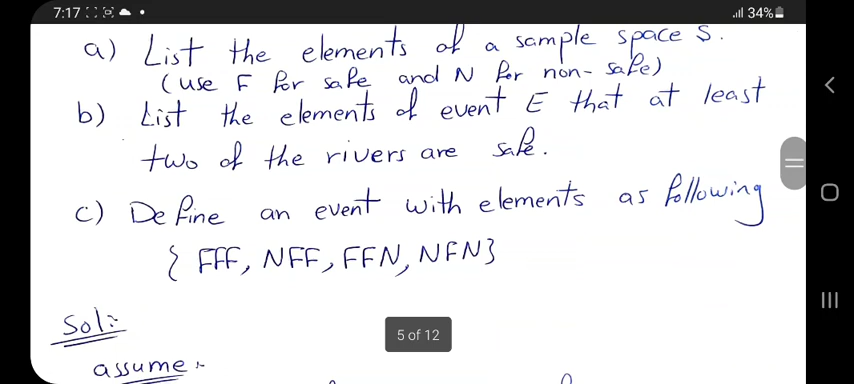 7:17
34%
a) List the elements of a sample space S.
(use F for safe and N for non-safe)
b) List the elements of event E that at least
two of the rivers are safe.
c) Define an event with elements as following
{ FFF, NFF, FFN, NFN}
Sol:
5 of 12
assume: